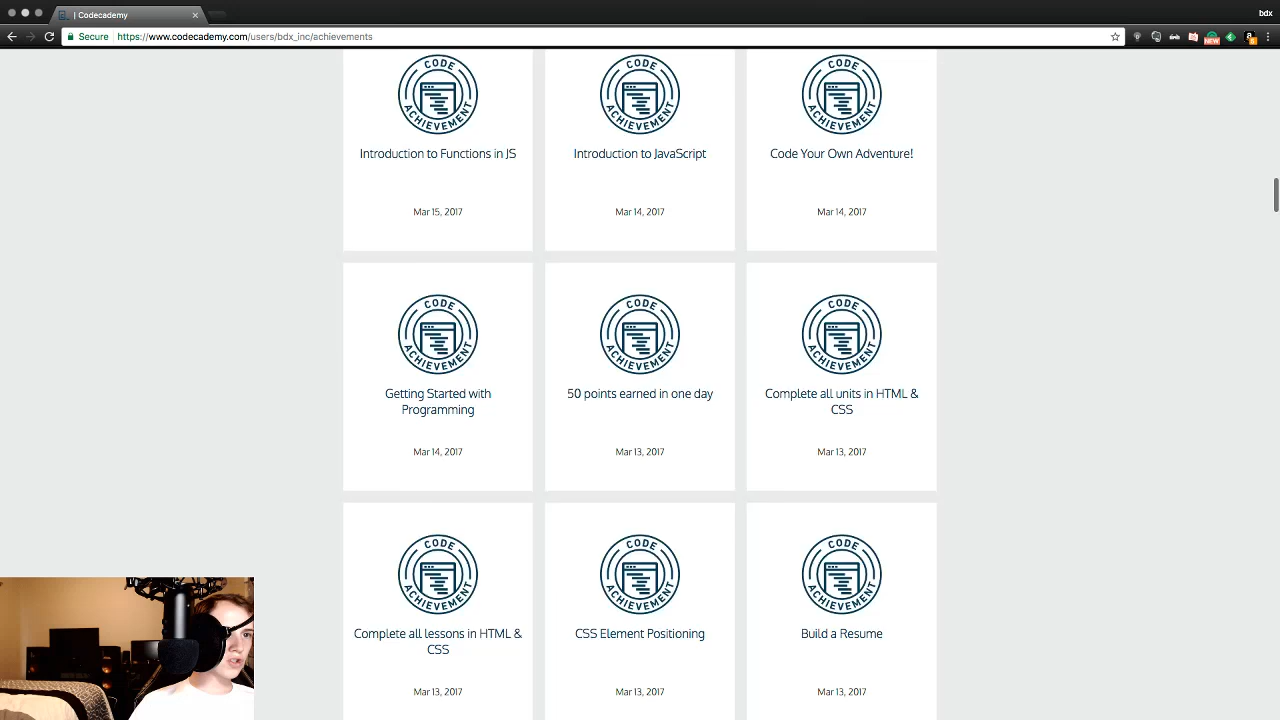 | Codecademy
bdx
Secure
https://www.codecademy.com/users/bdx_inc/achievements
NEW
CODE ACHIEVEMENT
CODE ACHIEVEMENT
CODE ACHIEVEMENT
Introduction to Functions in JS
Introduction to JavaScript
Code Your Own Adventure!
Mar 15, 2017
Mar 14, 2017
Mar 14, 2017
CODE ACHIEVEMENT
CODE ACHIEVEMENT
CODE ACHIEVEMENT
Getting Started with
Programming
50 points earned in one day
Complete all units in HTML &
CSS
Mar 14, 2017
Mar 13, 2017
Mar 13, 2017
CODE ACHIEVEMENT
CODE ACHIEVEMENT
CODE ACHIEVEMENT
Complete all lessons in HTML &
CSS
CSS Element Positioning
Build a Resume
Mar 13, 2017
Mar 13, 2017
Mar 13, 2017